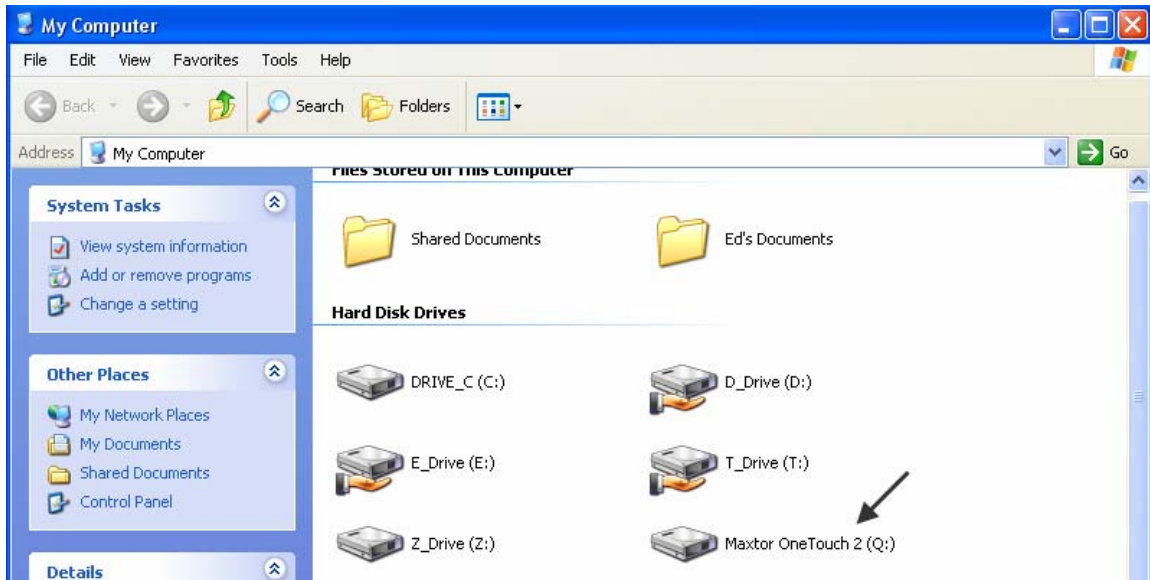 My Computer
File Edit View Favorites Tools Help
Back Search Folders
Address My Computer Go
System Tasks
View system information
Add or remove programs
Change a setting
Other Places
My Network Places
My Documents
Shared Documents
Control Panel
Details
Files Stored on This Computer
Shared Documents Ed's Documents
Hard Disk Drives
DRIVE_C (C:) D_Drive (D:)
E_Drive (E:) T_Drive (T:)
Z_Drive (Z:) Maxtor OneTouch 2 (Q:)